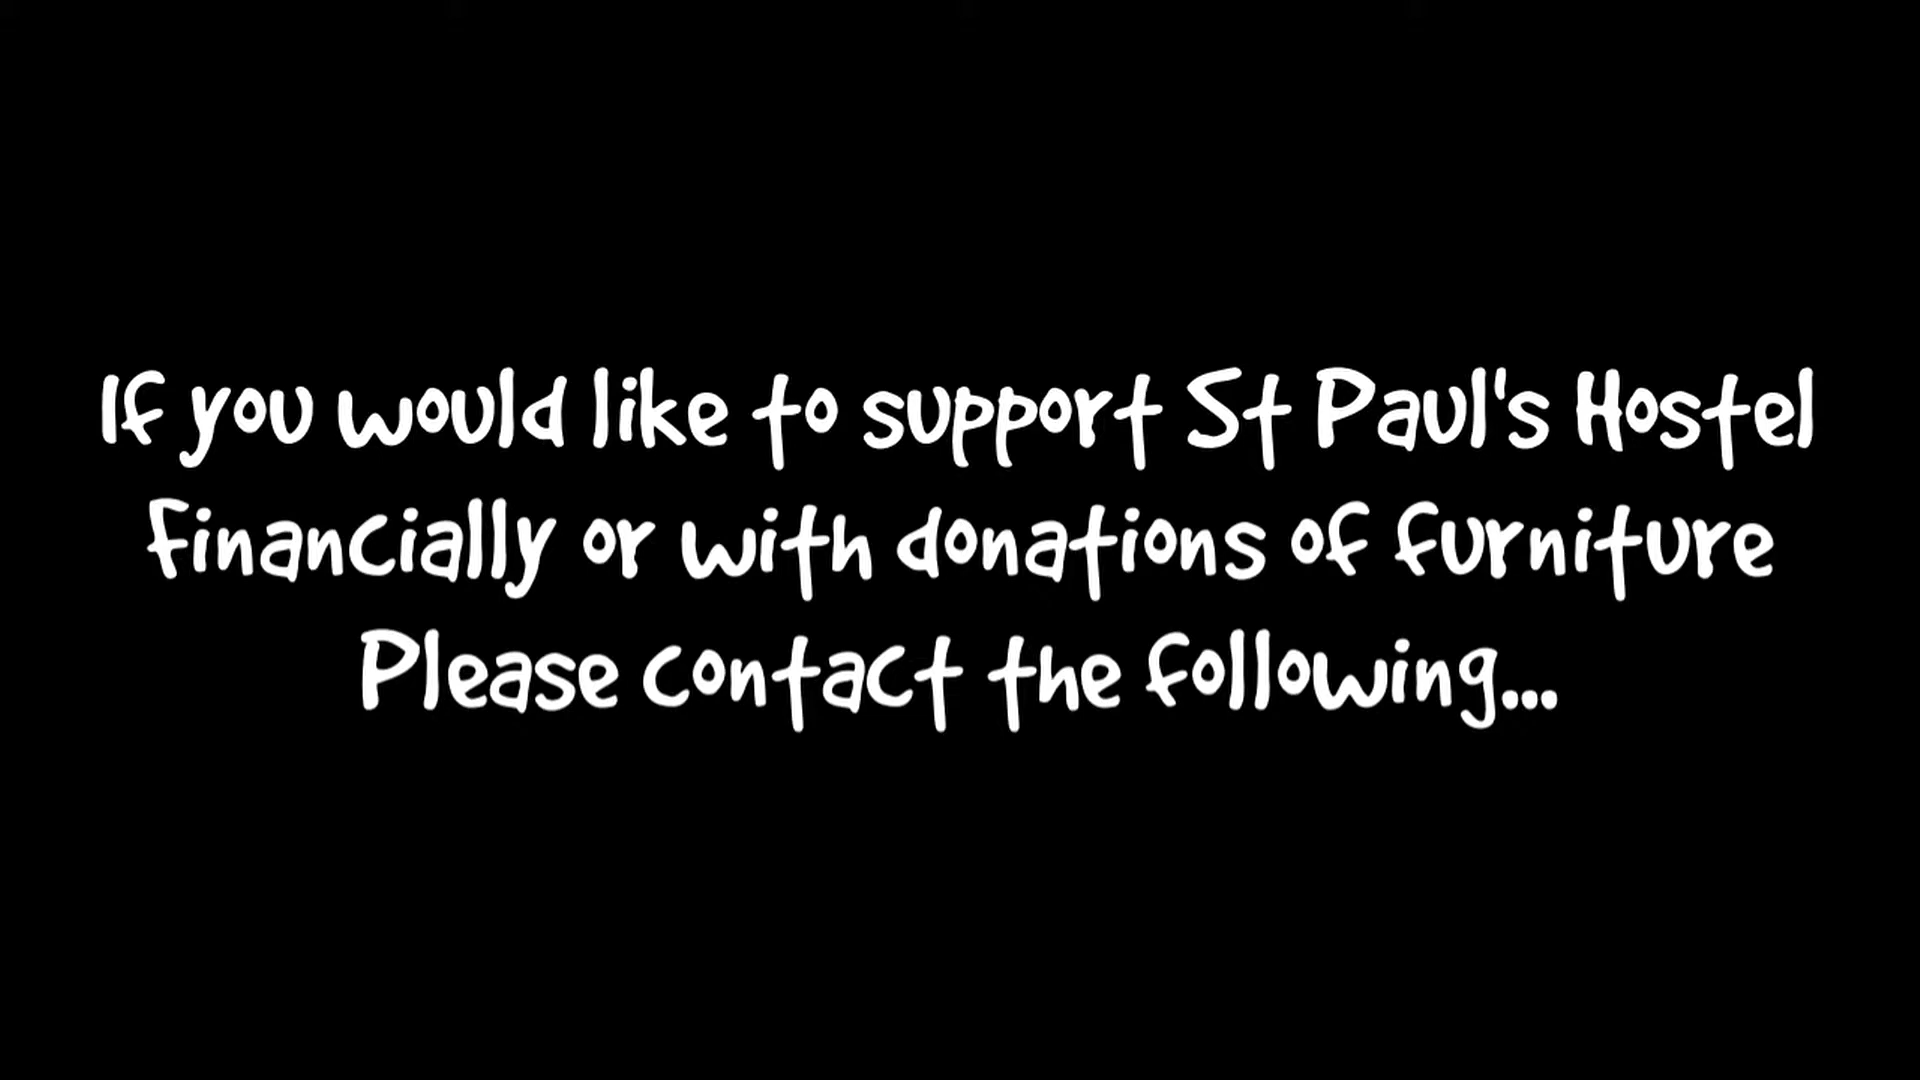 If you would like to support St Paul's Hostel
financially or with donations of furniture
Please contact the following...